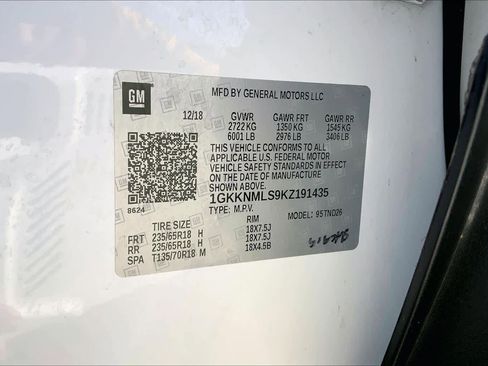 GM
MFD BY GENERAL MOTORS LLC
12/18 GVWR GAWR FRT GAWR RR
2722 KG 1350 KG 1545 KG
6001 LB 2976 LB 3406 LB
THIS VEHICLE CONFORMS TO ALL
APPLICABLE U.S. FEDERAL MOTOR
VEHICLE SAFETY STANDARDS IN EFFECT
ON THE DATE OF MANUFACTURE
1GKKNMLS9KZ191435
8624
TYPE: M.P.V. MODEL: 95TND26
TIRE SIZE RIM
FRT 235/65R18 H 18X7.5J
RR 235/65R18 H 18X7.5J
SPA T135/70R18 M 18X4.5B